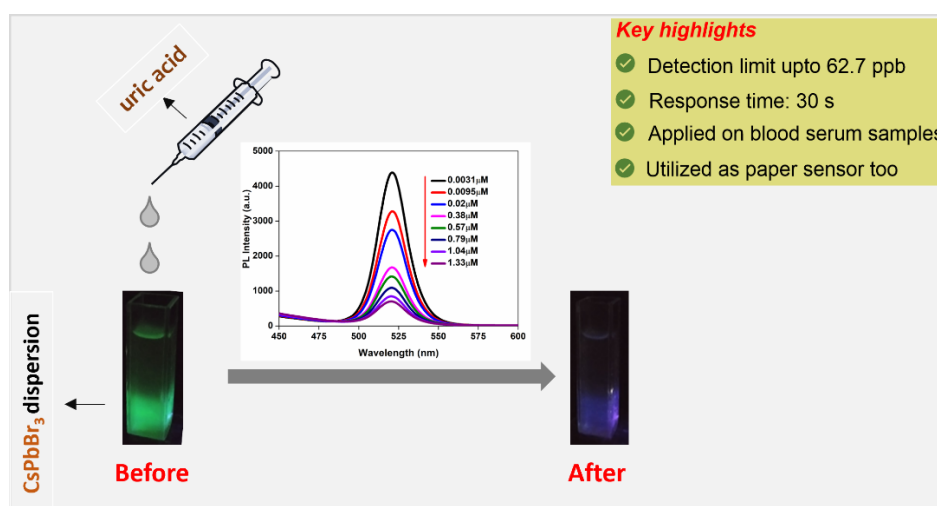 uric acid
Key highlights
Detection limit upto 62.7 ppb
Response time: 30 s
Applied on blood serum samples
Utilized as paper sensor too
PL Intensity (a.u.)
5000
4000
3000
2000
1000
0
0.0031µM
0.0095µM
0.02µM
0.38µM
0.57µM
0.79µM
1.04µM
1.33µM
450 475 500 525 550 575 600
Wavelength (nm)
CsPbBr₃ dispersion
Before
After